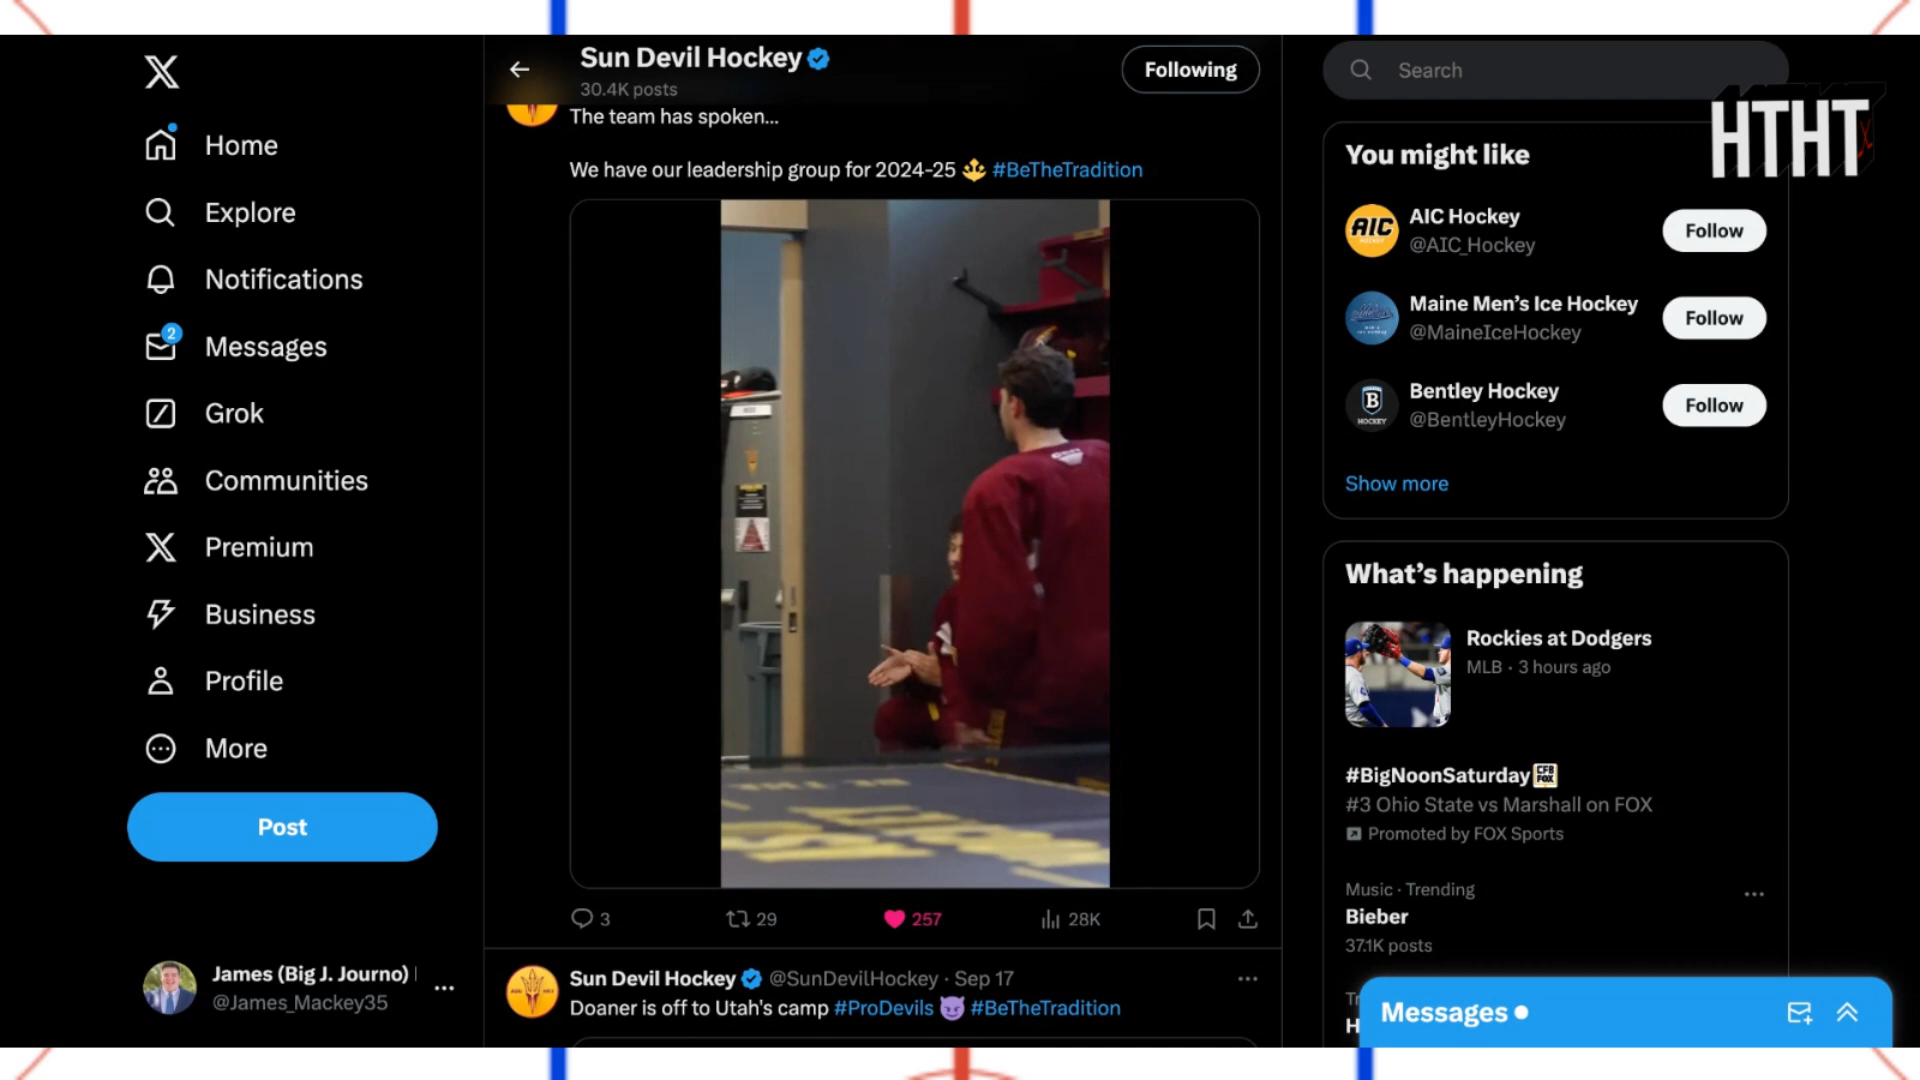 Home
Explore
Notifications
2
Messages
Grok
Communities
Premium
Business
Profile
More
Post
James (Big J. Journo)
@James_Mackey35
Sun Devil Hockey
30.4K posts
Following
The team has spoken...
We have our leadership group for 2024-25 #BeTheTradition
3
29
257
28K
Sun Devil Hockey @SunDevilHockey · Sep 17
Doaner is off to Utah's camp #ProDevils 😈 #BeTheTradition
Search
HTHT
You might like
AIC
AIC Hockey
@AIC_Hockey
Follow
Maine Men's Ice Hockey
@MaineIceHockey
Follow
B
HOCKEY
Bentley Hockey
@BentleyHockey
Follow
Show more
What's happening
Rockies at Dodgers
MLB · 3 hours ago
#BigNoonSaturday
CFB
FOX
#3 Ohio State vs Marshall on FOX
Promoted by FOX Sports
Music · Trending
Bieber
37.1K posts
Messages